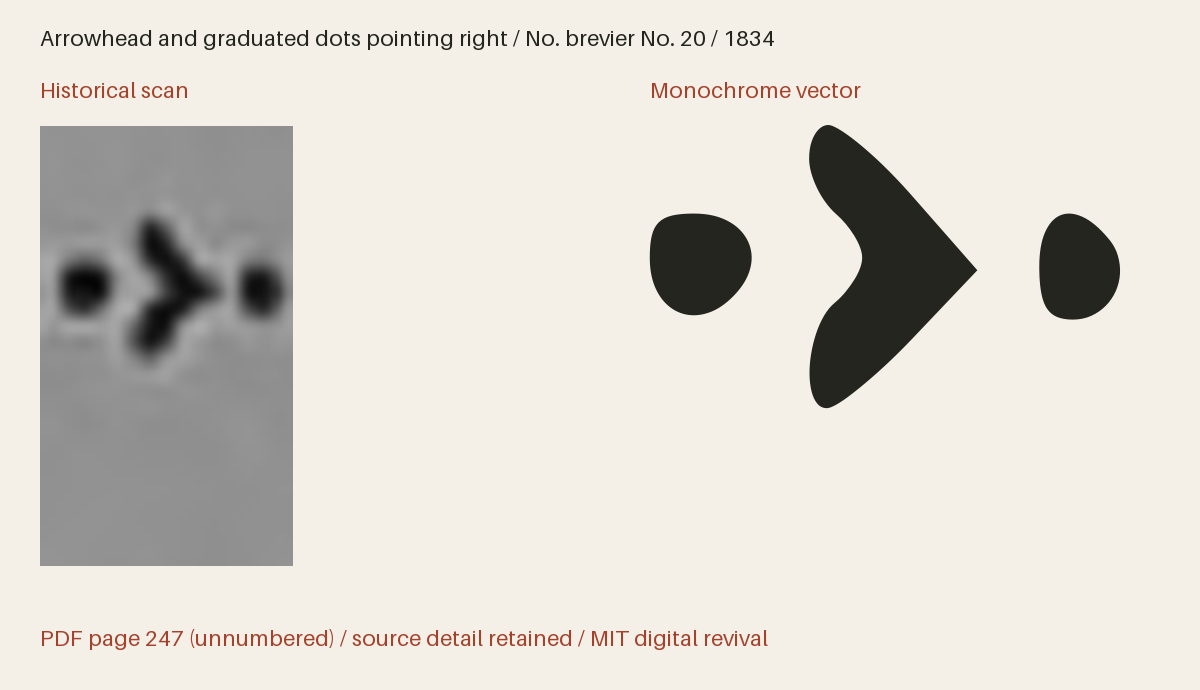 Arrowhead and graduated dots pointing right / No. brevier No. 20 / 1834
Historical scan
Monochrome vector
PDF page 247 (unnumbered) / source detail retained / MIT digital revival